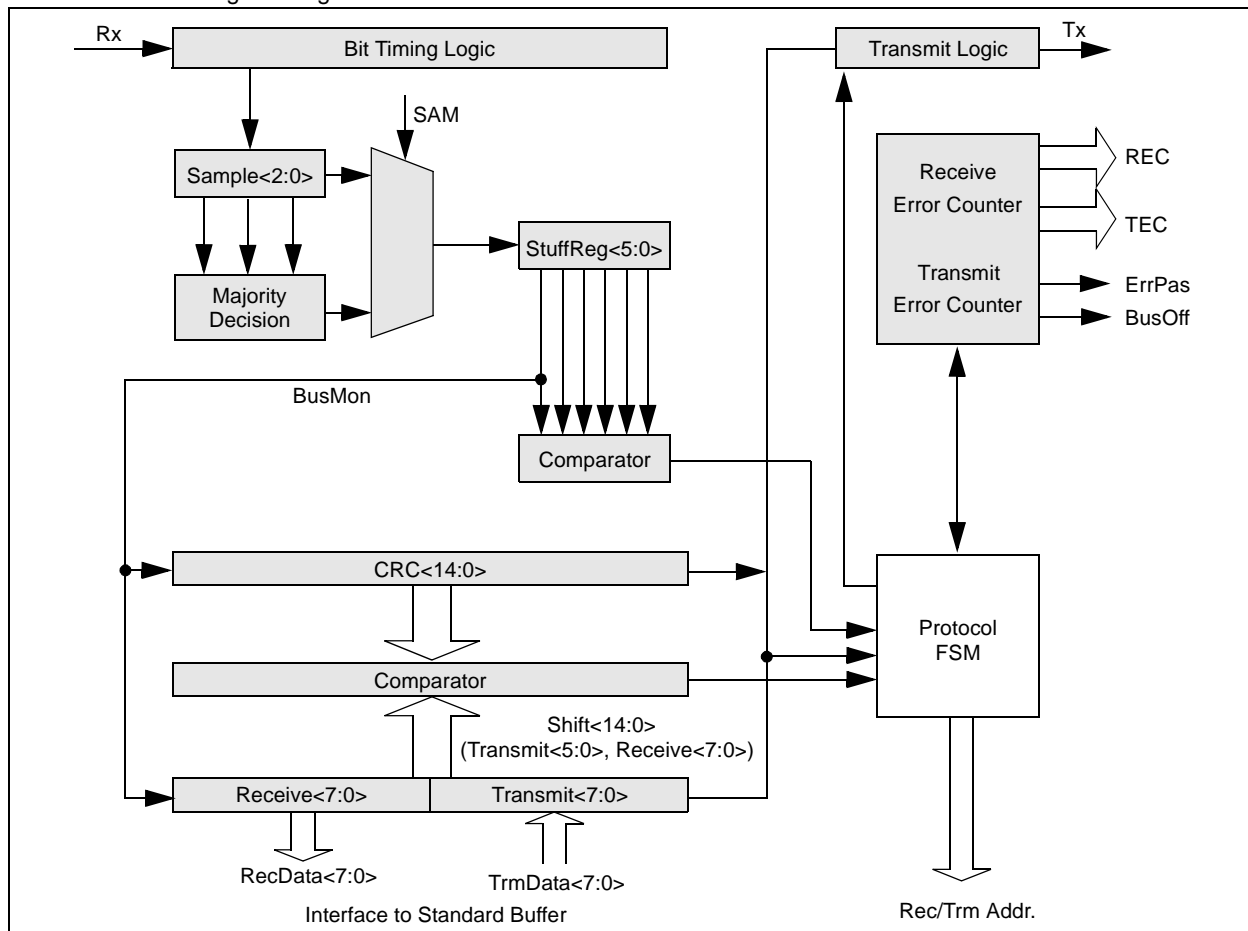 Rx
Bit Timing Logic
Transmit Logic
Tx
SAM
Sample<2:0>
Majority
Decision
StuffReg<5:0>
Receive
Error Counter
Transmit
Error Counter
REC
TEC
ErrPas
BusOff
BusMon
Comparator
CRC<14:0>
Comparator
Protocol
FSM
Shift<14:0>
(Transmit<5:0>, Receive<7:0>)
Receive<7:0>
Transmit<7:0>
RecData<7:0>
TrmData<7:0>
Interface to Standard Buffer
Rec/Trm Addr.